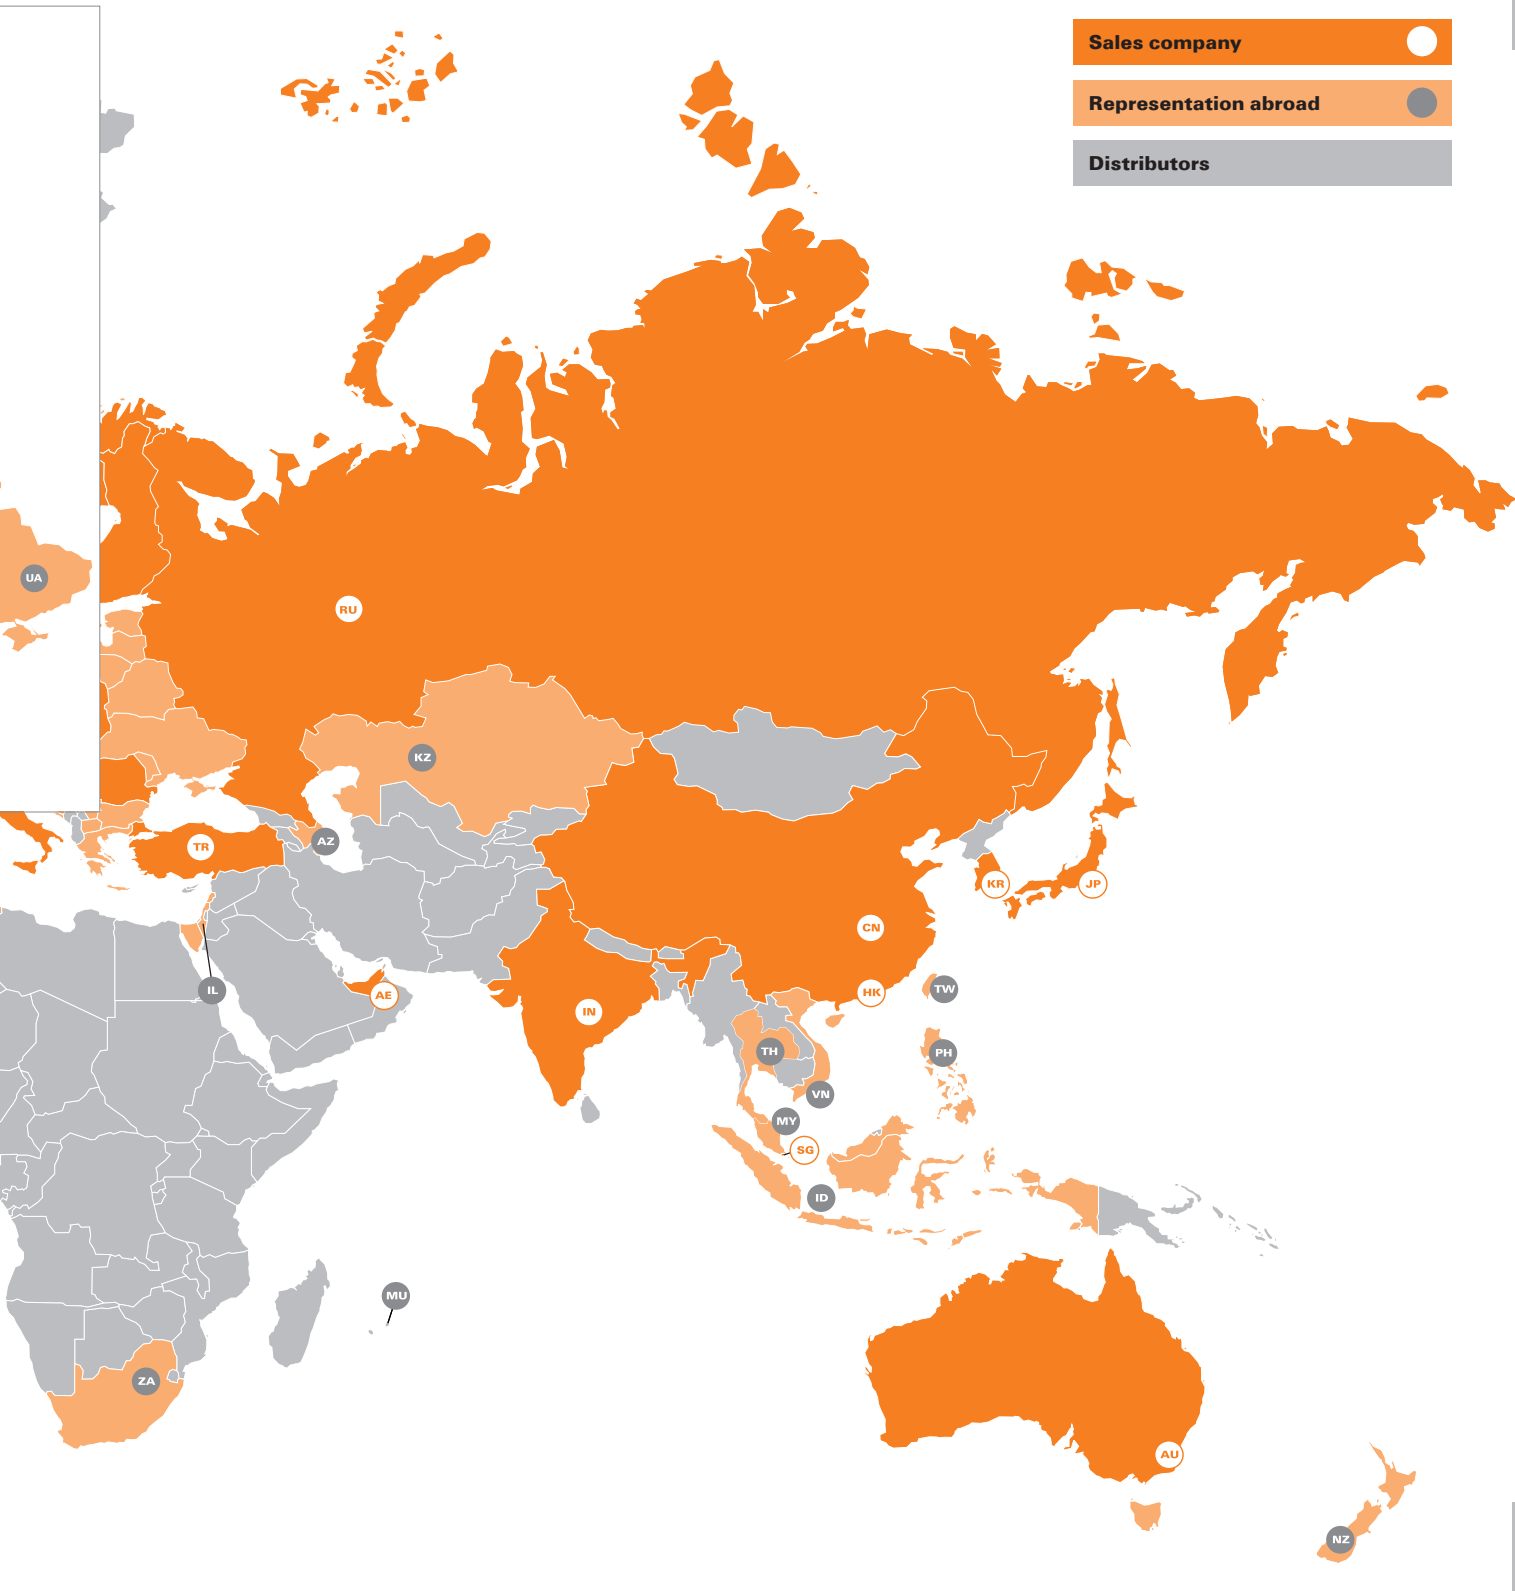 Sales company
Representation abroad
Distributors
UA
RU
KZ
TR
AZ
KR
JP
CN
IL
AE
HK
TW
IN
TH
PH
VN
MY
SG
ID
MU
ZA
AU
NZ